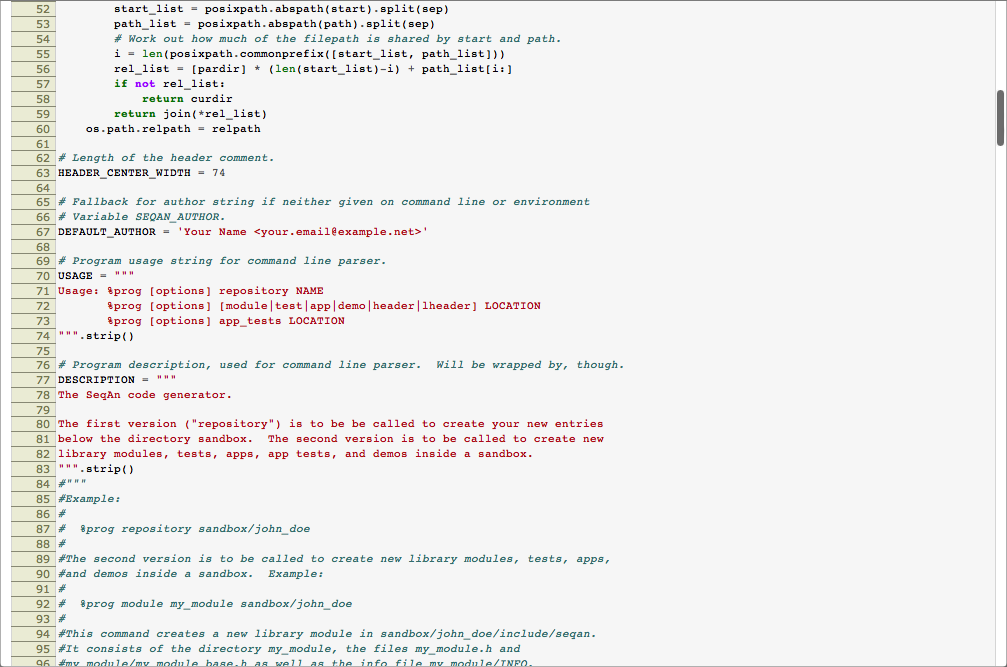 52 start_list = posixpath.abspath(start).split(sep)
53 path_list = posixpath.abspath(path).split(sep)
54 # Work out how much of the filepath is shared by start and path.
55 i = len(posixpath.commonprefix([start_list, path_list]))
56 rel_list = [pardir] * (len(start_list)-i) + path_list[i:]
57 if not rel_list:
58 return curdir
59 return join(*rel_list)
60 os.path.relpath = relpath
61
62 # Length of the header comment.
63 HEADER_CENTER_WIDTH = 74
64
65 # Fallback for author string if neither given on command line or environment
66 # Variable SEQAN_AUTHOR.
67 DEFAULT_AUTHOR = 'Your Name <your.email@example.net>'
68
69 # Program usage string for command line parser.
70 USAGE = """
71 Usage: %prog [options] repository NAME
72 %prog [options] [module|test|app|demo|header|lheader] LOCATION
73 %prog [options] app_tests LOCATION
74 """.strip()
75
76 # Program description, used for command line parser.  Will be wrapped by, though.
77 DESCRIPTION = """
78 The SeqAn code generator.
79
80 The first version ("repository") is to be be called to create your new entries
81 below the directory sandbox.  The second version is to be called to create new
82 library modules, tests, apps, app tests, and demos inside a sandbox.
83 """.strip()
84 #"""
85 #Example:
86 #
87 #  %prog repository sandbox/john_doe
88 #
89 #The second version is to be called to create new library modules, tests, apps,
90 #and demos inside a sandbox.  Example:
91 #
92 #  %prog module my_module sandbox/john_doe
93 #
94 #This command creates a new library module in sandbox/john_doe/include/seqan.
95 #It consists of the directory my_module, the files my_module.h and
96 #my_module/my_module_base.h as well as the info file my_module/INFO.